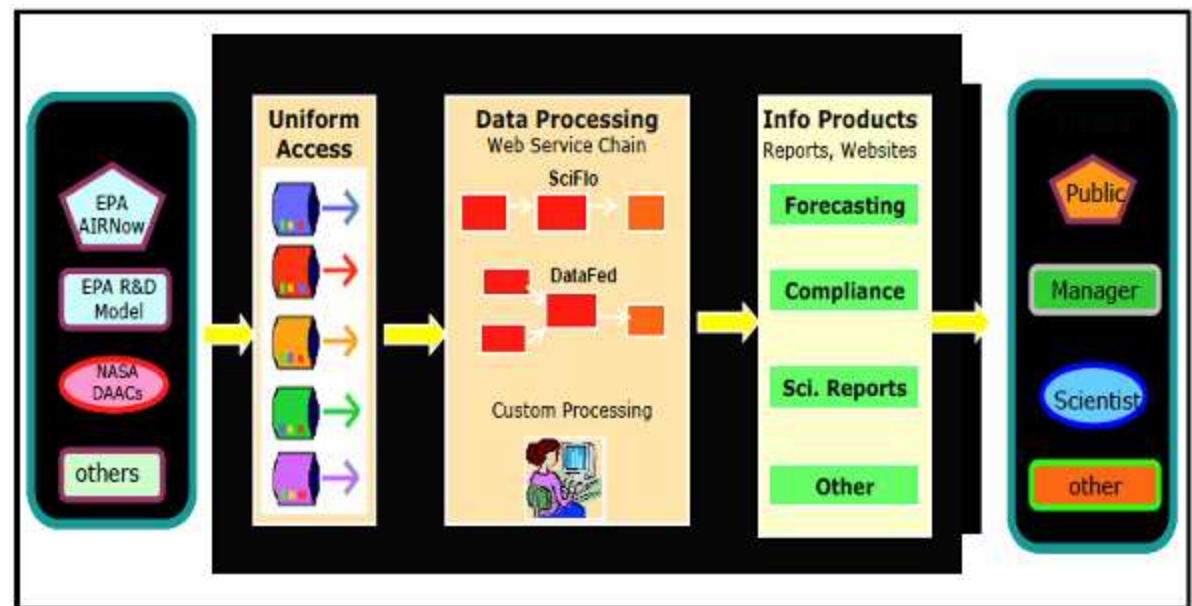 EPA
AIRNow
EPA R&D
Model
NASA
DAACs
others
Uniform
Access
Data Processing
Web Service Chain
SciFlo
DataFed
Custom Processing
Info Products
Reports, Websites
Forecasting
Compliance
Sci. Reports
Other
Public
Manager
Scientist
other